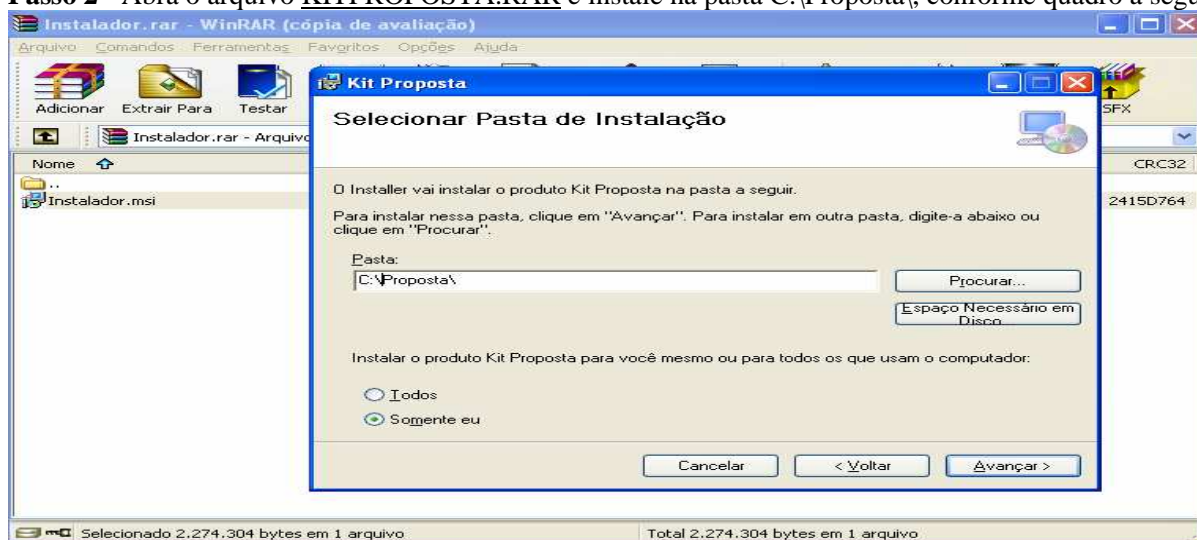 Passo 2 - Abra o arquivo KITPROPOSTA.RAR e instale na pasta C:\Proposta\, conforme quadro a segu
Instalador.rar - WinRAR (cópia de avaliação)
Arquivo Comandos Ferramentas Favoritos Opções Ajuda
Adicionar Extrair Para Testar SFX
Instalador.rar - Arquivo
Nome CRC32
..
Instalador.msi 2415D764
Kit Proposta
Selecionar Pasta de Instalação
O Installer vai instalar o produto Kit Proposta na pasta a seguir.
Para instalar nessa pasta, clique em "Avançar". Para instalar em outra pasta, digite-a abaixo ou
clique em "Procurar".
Pasta:
C:\Proposta\
Procurar...
Espaço Necessário em
Disco...
Instalar o produto Kit Proposta para você mesmo ou para todos os que usam o computador:
Todos
Somente eu
Cancelar < Voltar Avançar >
Selecionado 2.274.304 bytes em 1 arquivo Total 2.274.304 bytes em 1 arquivo